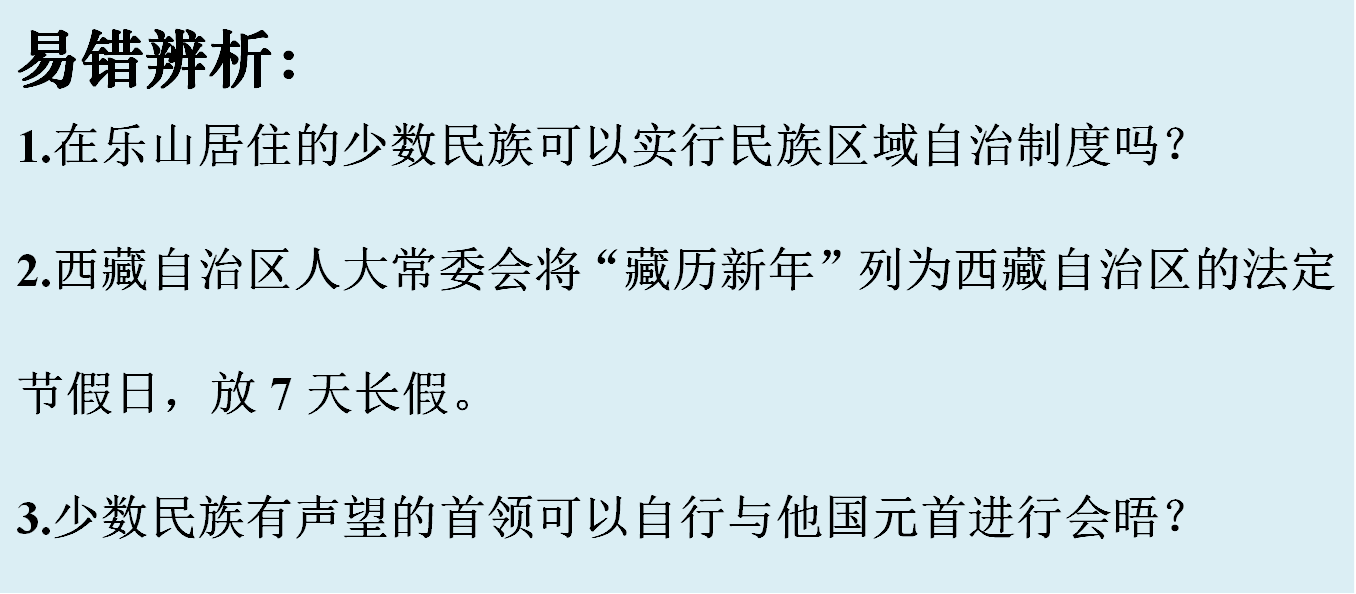 易错辨析：
1.在乐山居住的少数民族可以实行民族区域自治制度吗？
2.西藏自治区人大常委会将“藏历新年”列为西藏自治区的法定
节假日，放 7 天长假。
3.少数民族有声望的首领可以自行与他国元首进行会晤？